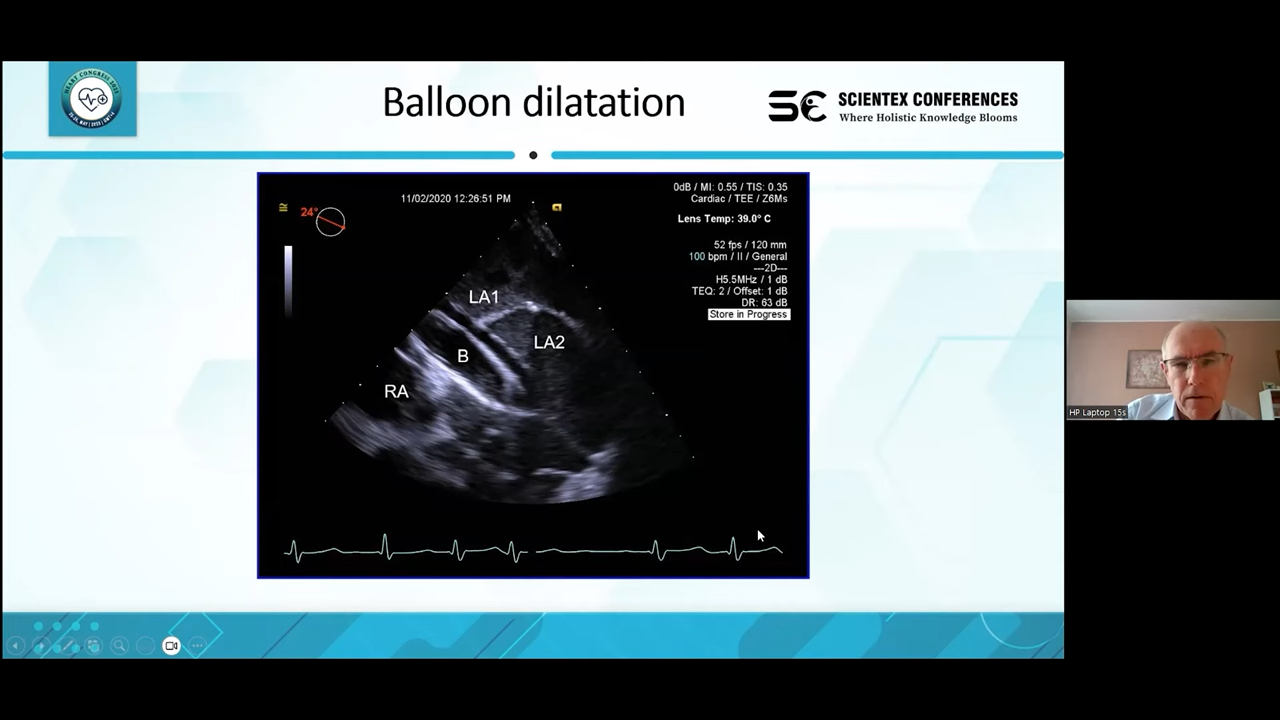 Balloon dilatation
SCIENTEX CONFERENCES
Where Holistic Knowledge Blooms
HEART CONGRESS 2023
24°
11/02/2020 12:26:51 PM
0dB / MI: 0.55 / TIS: 0.35
Cardiac / TEE / Z6Ms
Lens Temp: 39.0° C
52 fps / 120 mm
100 bpm / II / General
---2D---
H5.5MHz / 1 dB
TEQ: 2 / Offset: 1 dB
DR: 63 dB
Store in Progress
LA1
LA2
B
RA
HP Laptop 15s